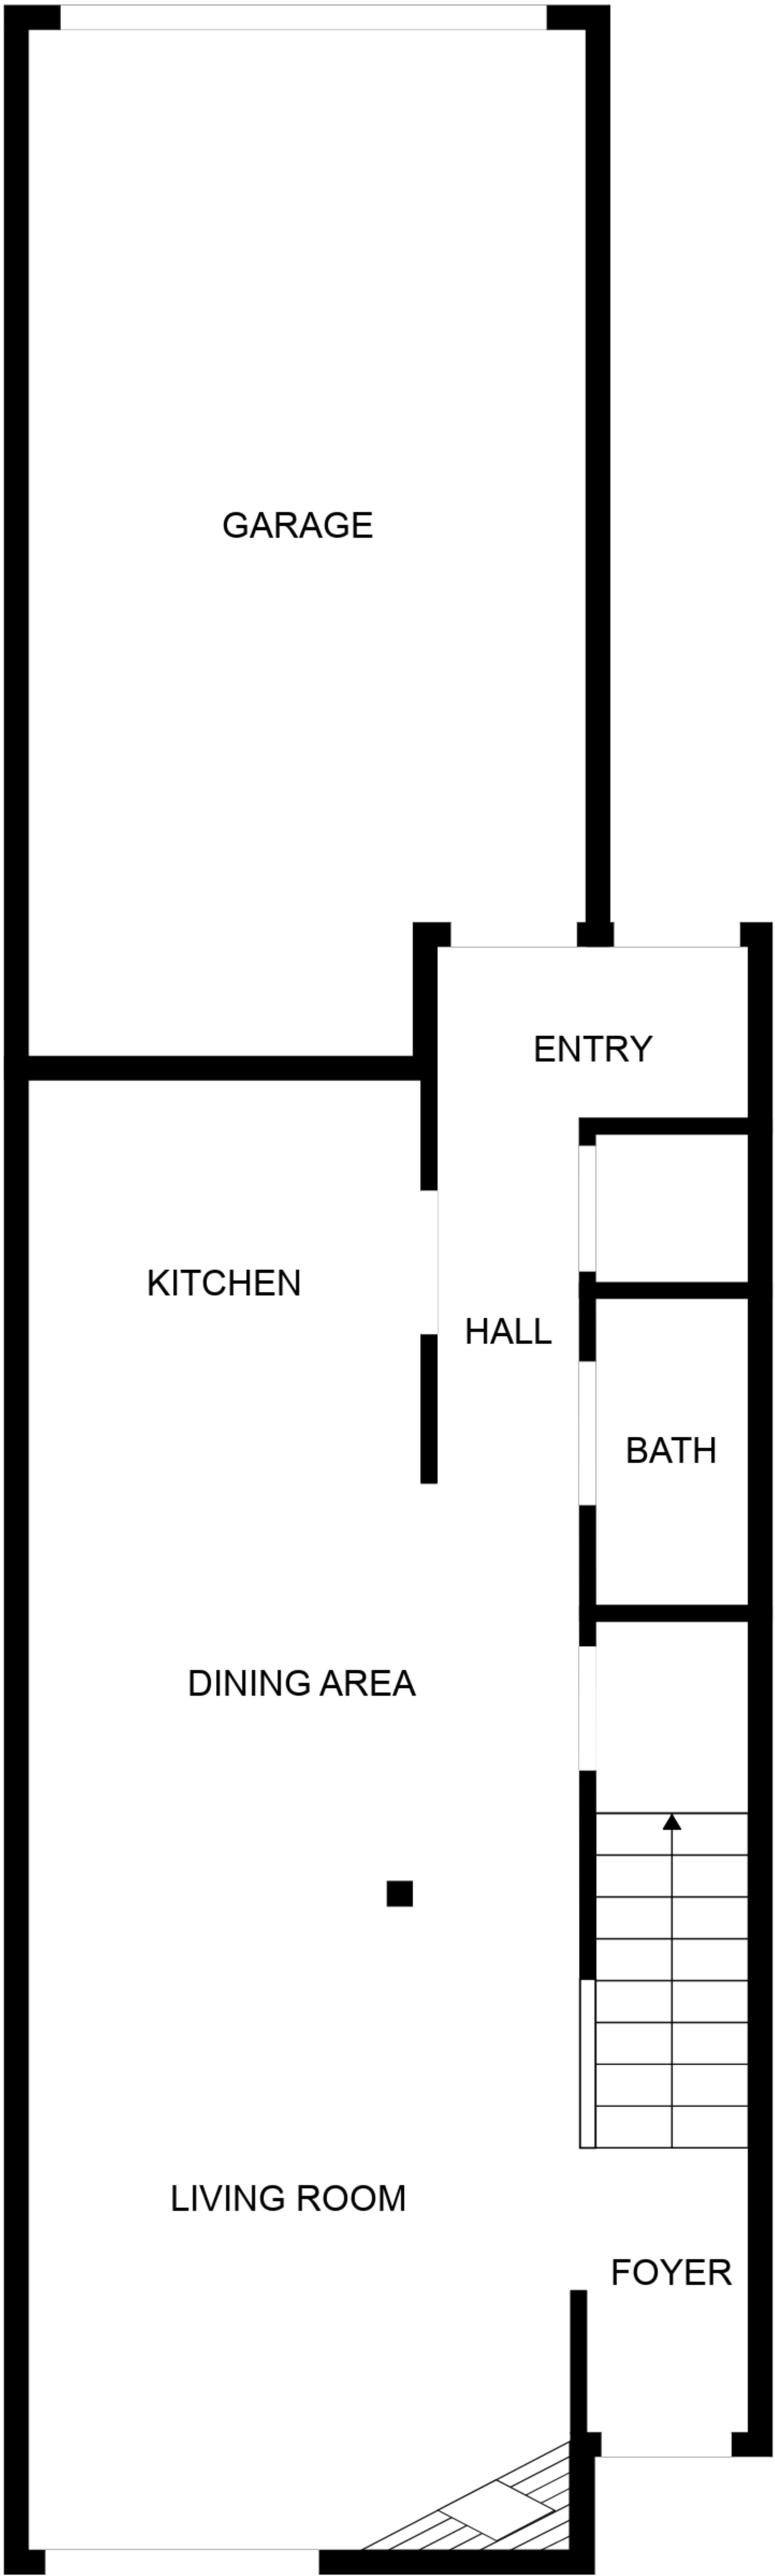 GARAGE
ENTRY
KITCHEN
HALL
BATH
DINING AREA
LIVING ROOM
FOYER